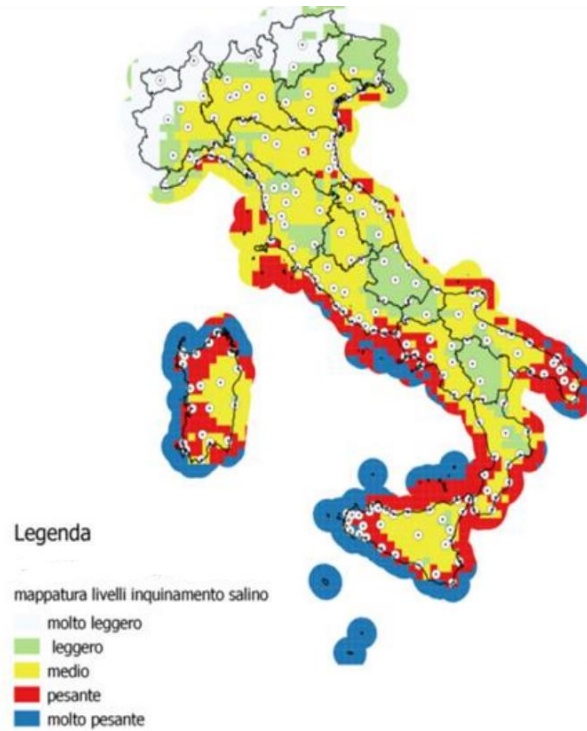 Legenda
mappatura livelli inquinamento salino
molto leggero
leggero
medio
pesante
molto pesante